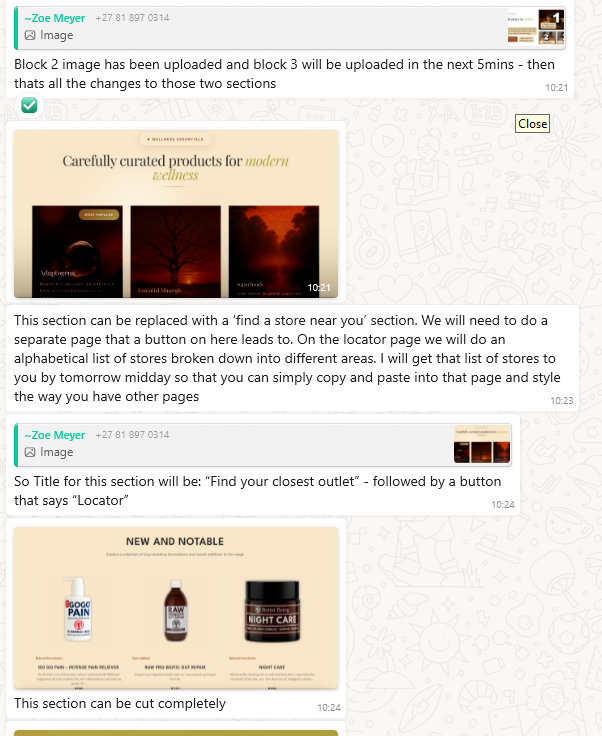 ~Zoe Meyer +27 81 897 0314
Image
1
Block 2 image has been uploaded and block 3 will be uploaded in the next 5mins - then
thats all the changes to those two sections
10:21
Close
WELLNESS ESSENTIALS
Carefully curated products for modern
wellness
MOST POPULAR
Adaptogens
Essential Minerals
Superfoods
10:21
This section can be replaced with a ‘find a store near you’ section. We will need to do a
separate page that a button on here leads to. On the locator page we will do an
alphabetical list of stores broken down into different areas. I will get that list of stores to
you by tomorrow midday so that you can simply copy and paste into that page and style
the way you have other pages
10:23
~Zoe Meyer +27 81 897 0314
Image
So Title for this section will be: “Find your closest outlet” - followed by a button
that says “Locator”
10:24
NEW AND NOTABLE
GOGO
PAIN
RAW
Better Being
NIGHT CARE
GO GO PAIN – INTENSE PAIN RELIEVER
RAW PRO-BIOTIC GUT REPAIR
NIGHT CARE
This section can be cut completely
10:24